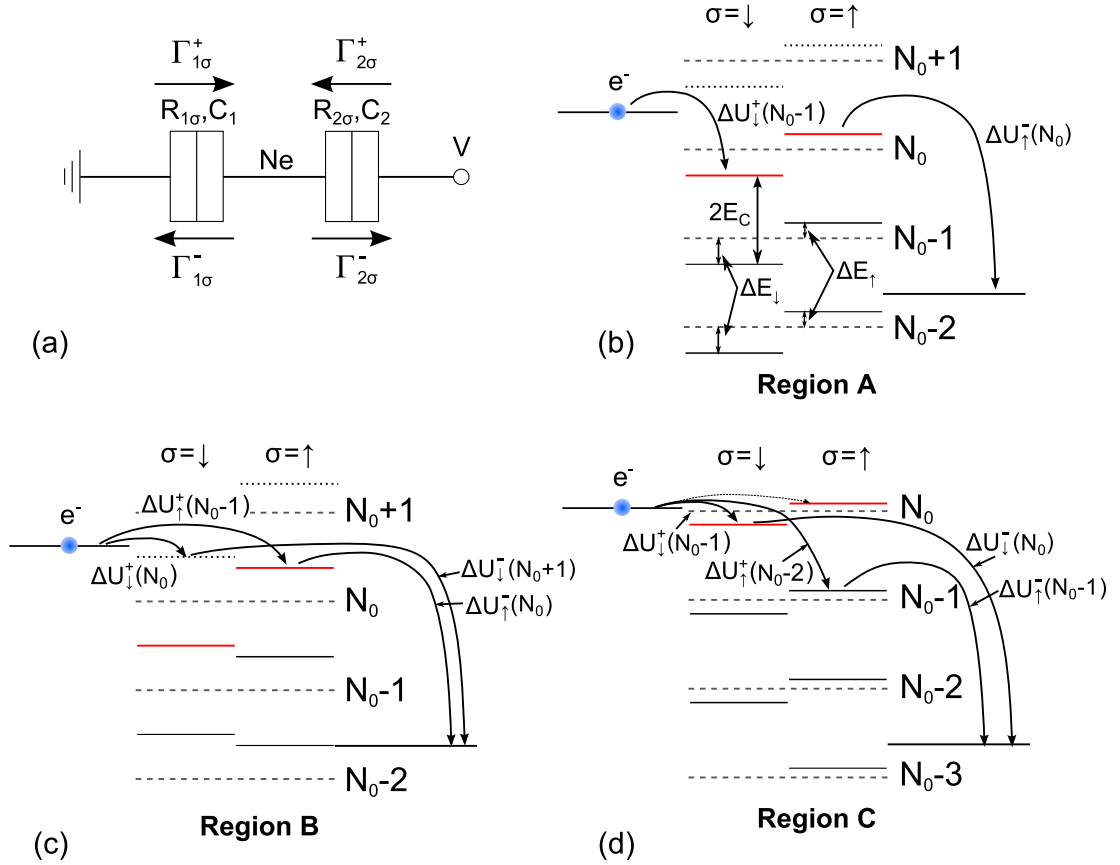 Γ⁺₁σ Γ⁺₂σ
R₁σ,C₁ R₂σ,C₂
Ne V
Γ⁻₁σ Γ⁻₂σ
(a)
σ=↓ σ=↑
N₀+1
e⁻
ΔU⁺↓(N₀-1)
ΔU⁻↑(N₀)
N₀
2E_C
N₀-1
ΔE↓ ΔE↑
N₀-2
(b)
Region A
σ=↓ σ=↑
ΔU⁺↑(N₀-1)
N₀+1
e⁻
ΔU⁺↓(N₀)
ΔU⁻↓(N₀+1)
ΔU⁻↑(N₀)
N₀
N₀-1
N₀-2
Region B
(c)
σ=↓ σ=↑
e⁻
N₀
ΔU⁺↓(N₀-1)
ΔU⁻↓(N₀)
ΔU⁺↑(N₀-2)
ΔU⁻↑(N₀-1)
N₀-1
N₀-2
N₀-3
Region C
(d)